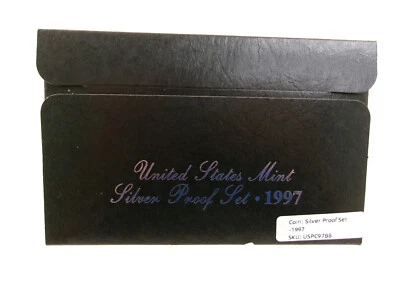 United States Mint
Silver Proof Set • 1997
Coin: Silver Proof Set
-1997
SKU: USPC97BB